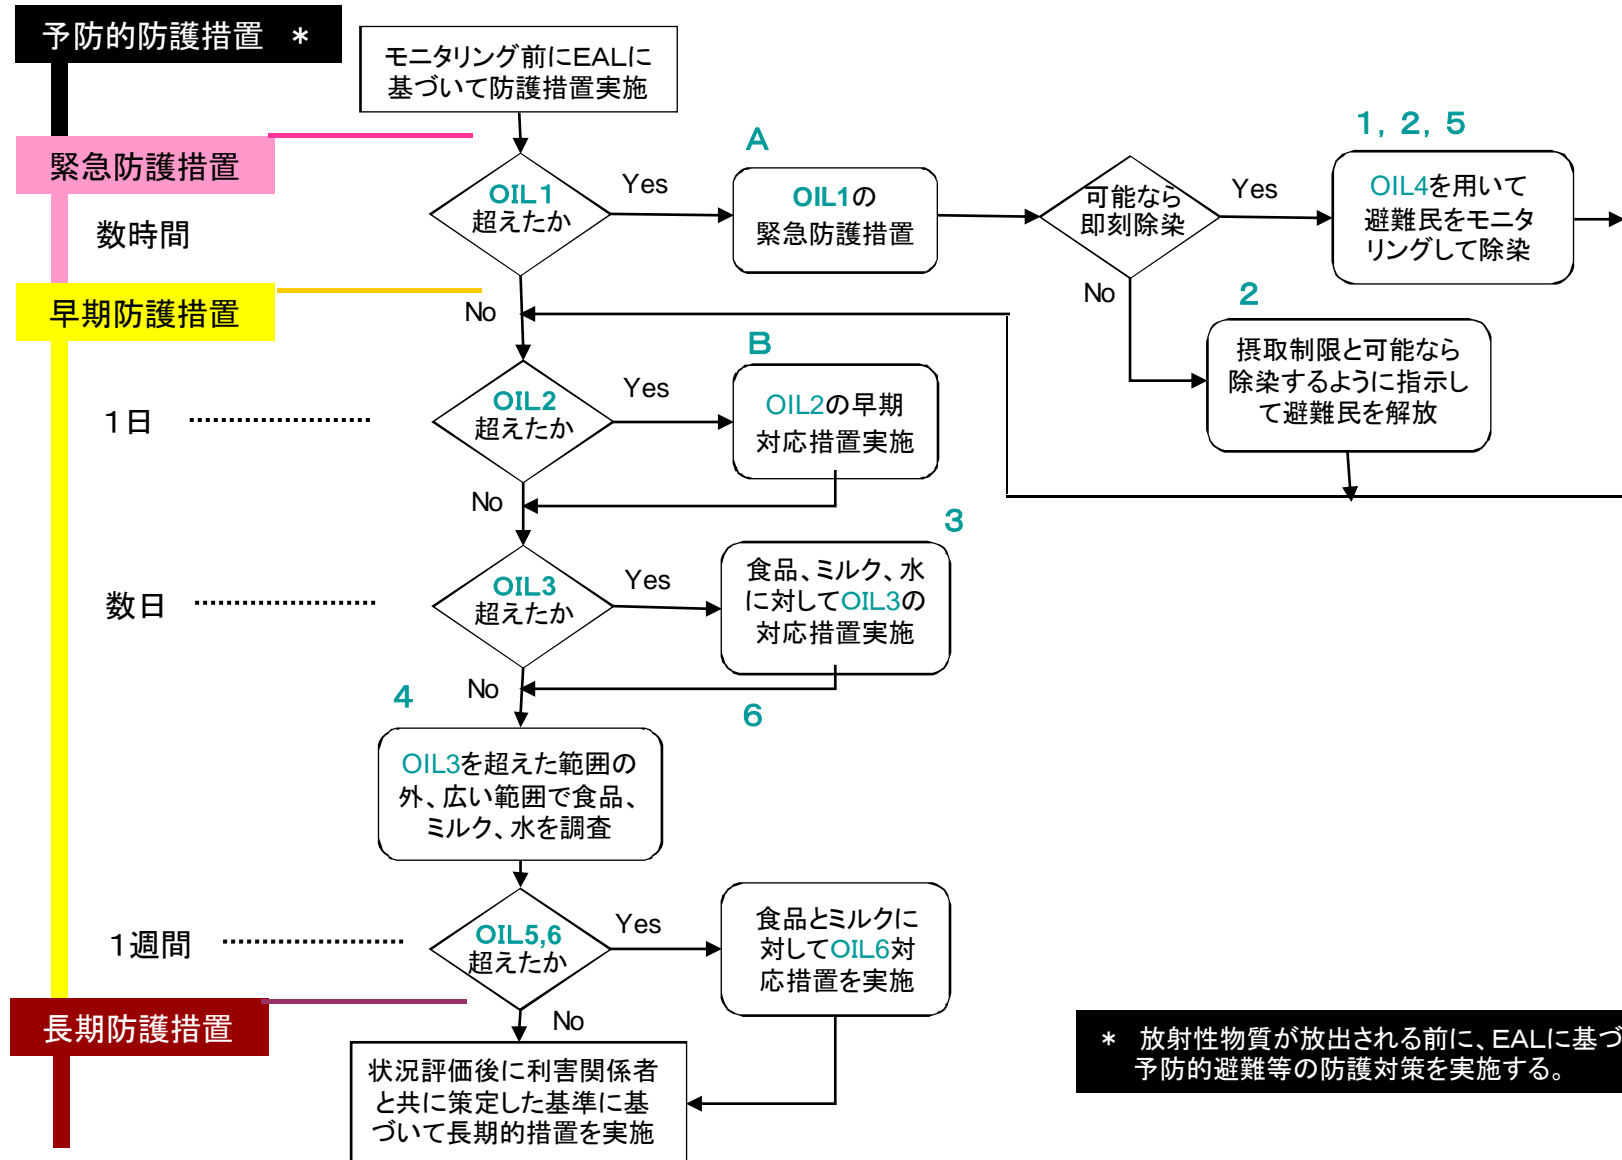 予防的防護措置 *
モニタリング前にEALに
基づいて防護措置実施
緊急防護措置
数時間
OIL1
超えたか
Yes
No
A
OIL1の
緊急防護措置
可能なら
即刻除染
Yes
No
1, 2, 5
OIL4を用いて
避難民をモニタ
リングして除染
2
摂取制限と可能なら
除染するように指示し
て避難民を解放
早期防護措置
1日
OIL2
超えたか
Yes
No
B
OIL2の早期
対応措置実施
数日
OIL3
超えたか
Yes
No
3
食品、ミルク、水
に対してOIL3の
対応措置実施
4
6
OIL3を超えた範囲の
外、広い範囲で食品、
ミルク、水を調査
1週間
OIL5,6
超えたか
Yes
No
食品とミルクに
対してOIL6対
応措置を実施
長期防護措置
状況評価後に利害関係者
と共に策定した基準に基
づいて長期的措置を実施
* 放射性物質が放出される前に、EALに基づ
予防的避難等の防護対策を実施する。